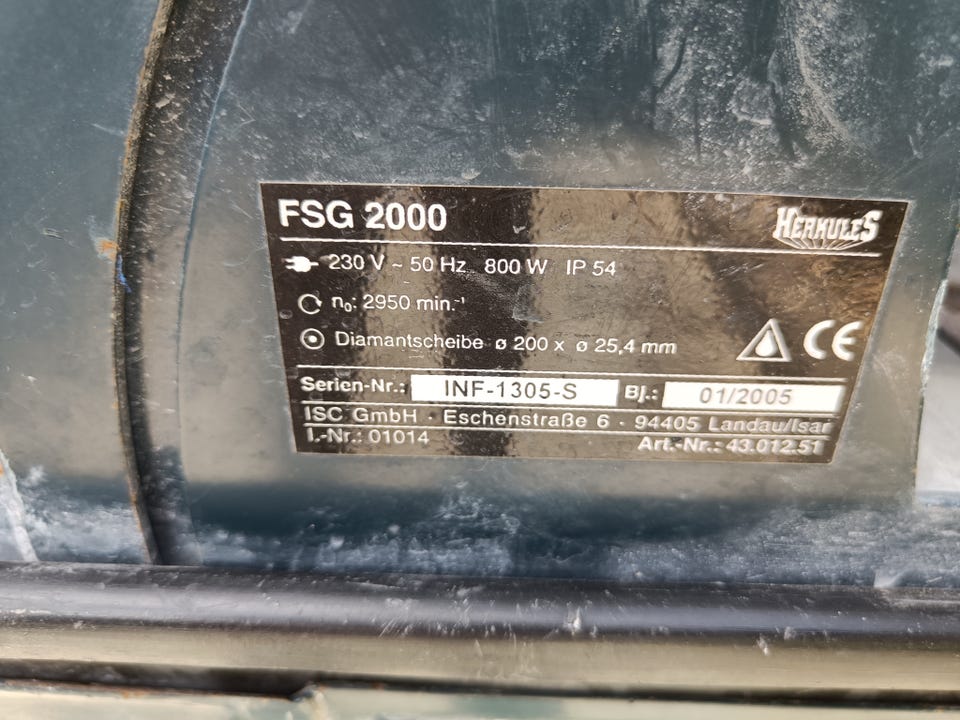 FSG 2000
HERKULES
230 V ~ 50 Hz 800 W IP 54
n₀: 2950 min.⁻¹
Diamantscheibe ø 200 x ø 25,4 mm
CE
Serien-Nr.: INF-1305-S Bj.: 01/2005
ISC GmbH · Eschenstraße 6 · 94405 Landau/Isar
I.-Nr.: 01014 Art.-Nr.: 43.012.51